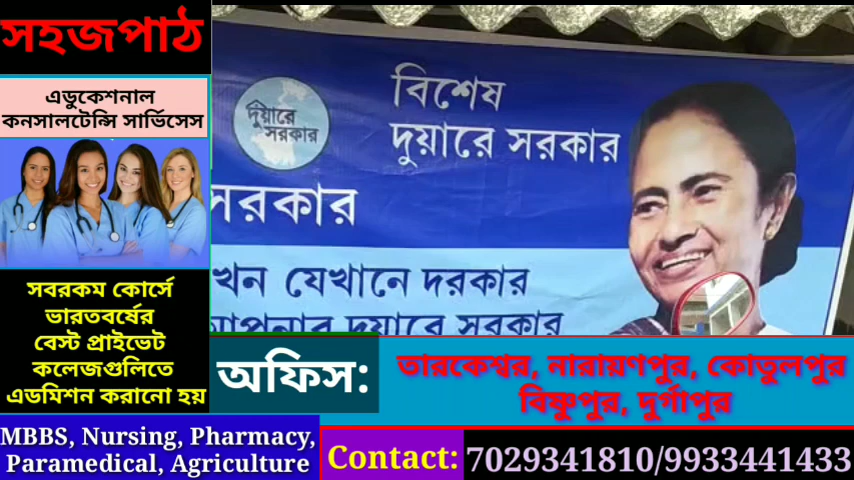 সহজপাঠ
এডুকেশনাল
কনসালটেন্সি সার্ভিসেস
সবরকম কোর্সে
ভারতবর্ষের
বেস্ট প্রাইভেট
কলেজগুলিতে
এডমিশন করানো হয়
MBBS, Nursing, Pharmacy,
Paramedical, Agriculture
দুয়ারে
সরকার
বিশেষ
দুয়ারে সরকার
সরকার
খন যেখানে দরকার
আপনার দুয়ারে সরকার
অফিস:
তারকেশ্বর, নারায়ণপুর, কোতুলপুর
বিষ্ণুপুর, দুর্গাপুর
Contact: 7029341810/9933441433